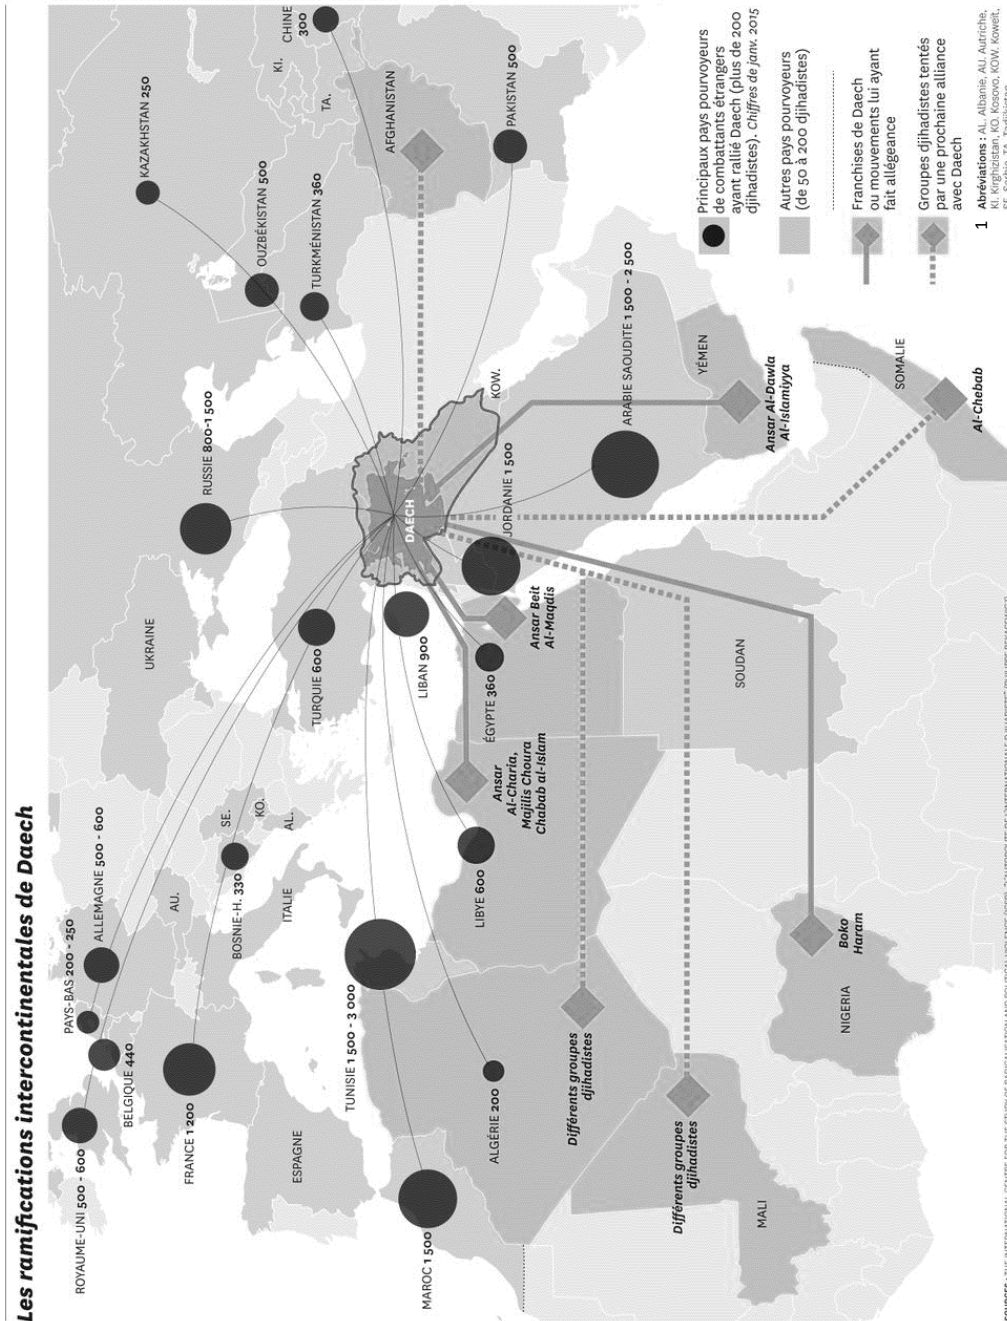 Les ramifications intercontinentales de Daech
ROYAUME-UNI 500 - 600
PAYS-BAS 200 - 250
ALLEMAGNE 500 - 600
BELGIQUE 440
FRANCE 1 200
AU.
SE.
KO.
AL.
BOSNIE-H. 330
ITALIE
ESPAGNE
UKRAINE
RUSSIE 800-1 500
KAZAKHSTAN 250
OUZBÉKISTAN 500
TURKMÉNISTAN 360
CHINE
300
KI.
TA.
AFGHANISTAN
PAKISTAN 500
TURQUIE 600
DAECH
KOW.
LIBAN 900
JORDANIE 1 500
ARABIE SAOUDITE 1 500 - 2 500
TUNISIE 1 500 - 3 000
MAROC 1 500
ALGÉRIE 200
LIBYE 600
ÉGYPTE 360
Ansar
Al-Charia,
Majilis Choura
Chabab al-Islam
Ansar Beit
Al-Maqdis
YÉMEN
Ansar Al-Dawla
Al-Islamiyya
SOMALIE
Al-Chebab
SOUDAN
Différents groupes
djihadistes
Différents groupes
djihadistes
MALI
NIGERIA
Boko
Haram
Principaux pays pourvoyeurs
de combattants étrangers
ayant rallié Daech (plus de 200
djihadistes). Chiffres de janv. 2015
Autres pays pourvoyeurs
(de 50 à 200 djihadistes)
Franchises de Daech
ou mouvements lui ayant
fait allégeance
Groupes djihadistes tentés
par une prochaine alliance
avec Daech
1
Abréviations : AL. Albanie, AU. Autriche,
KI. Kirghizistan, KO. Kosovo, KOW. Koweït,